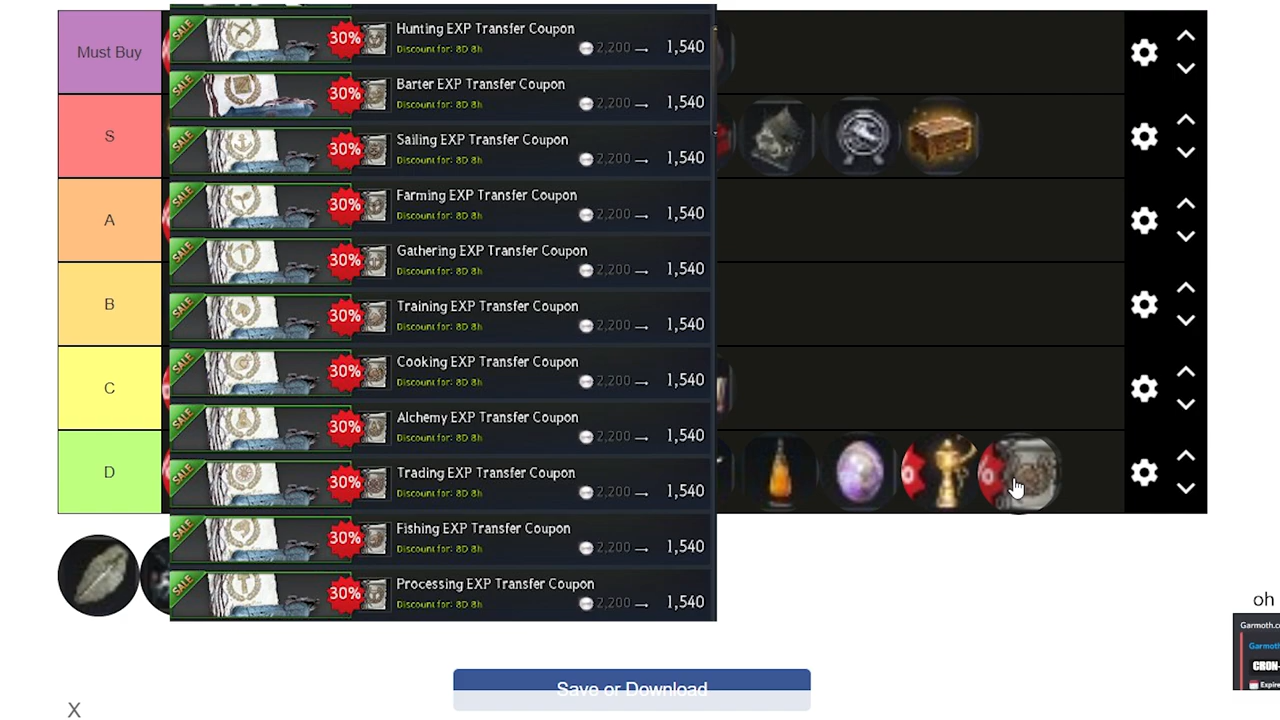 Must Buy
S
A
B
C
D
SALE 30% Hunting EXP Transfer Coupon
Discount for: 8D 8h 2,200 → 1,540
SALE 30% Barter EXP Transfer Coupon
Discount for: 8D 8h 2,200 → 1,540
SALE 30% Sailing EXP Transfer Coupon
Discount for: 8D 8h 2,200 → 1,540
SALE 30% Farming EXP Transfer Coupon
Discount for: 8D 8h 2,200 → 1,540
SALE 30% Gathering EXP Transfer Coupon
Discount for: 8D 8h 2,200 → 1,540
SALE 30% Training EXP Transfer Coupon
Discount for: 8D 8h 2,200 → 1,540
SALE 30% Cooking EXP Transfer Coupon
Discount for: 8D 8h 2,200 → 1,540
SALE 30% Alchemy EXP Transfer Coupon
Discount for: 8D 8h 2,200 → 1,540
SALE 30% Trading EXP Transfer Coupon
Discount for: 8D 8h 2,200 → 1,540
SALE 30% Fishing EXP Transfer Coupon
Discount for: 8D 8h 2,200 → 1,540
SALE 30% Processing EXP Transfer Coupon
Discount for: 8D 8h 2,200 → 1,540
Save or Download
X
oh
Garmoth.co
Garmoth
CRON-
Expire